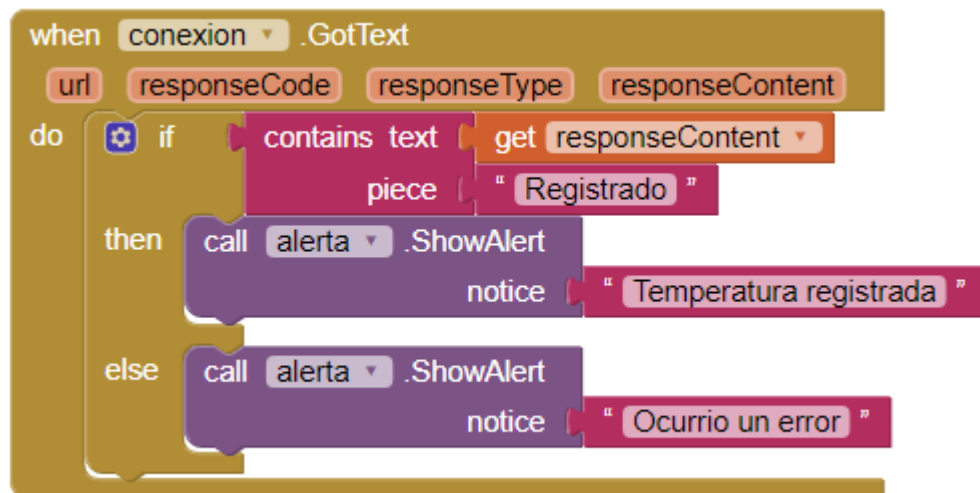 when conexion .GotText
url responseCode responseType responseContent
do if contains text get responseContent
piece " Registrado "
then call alerta .ShowAlert
notice " Temperatura registrada "
else call alerta .ShowAlert
notice " Ocurrio un error "